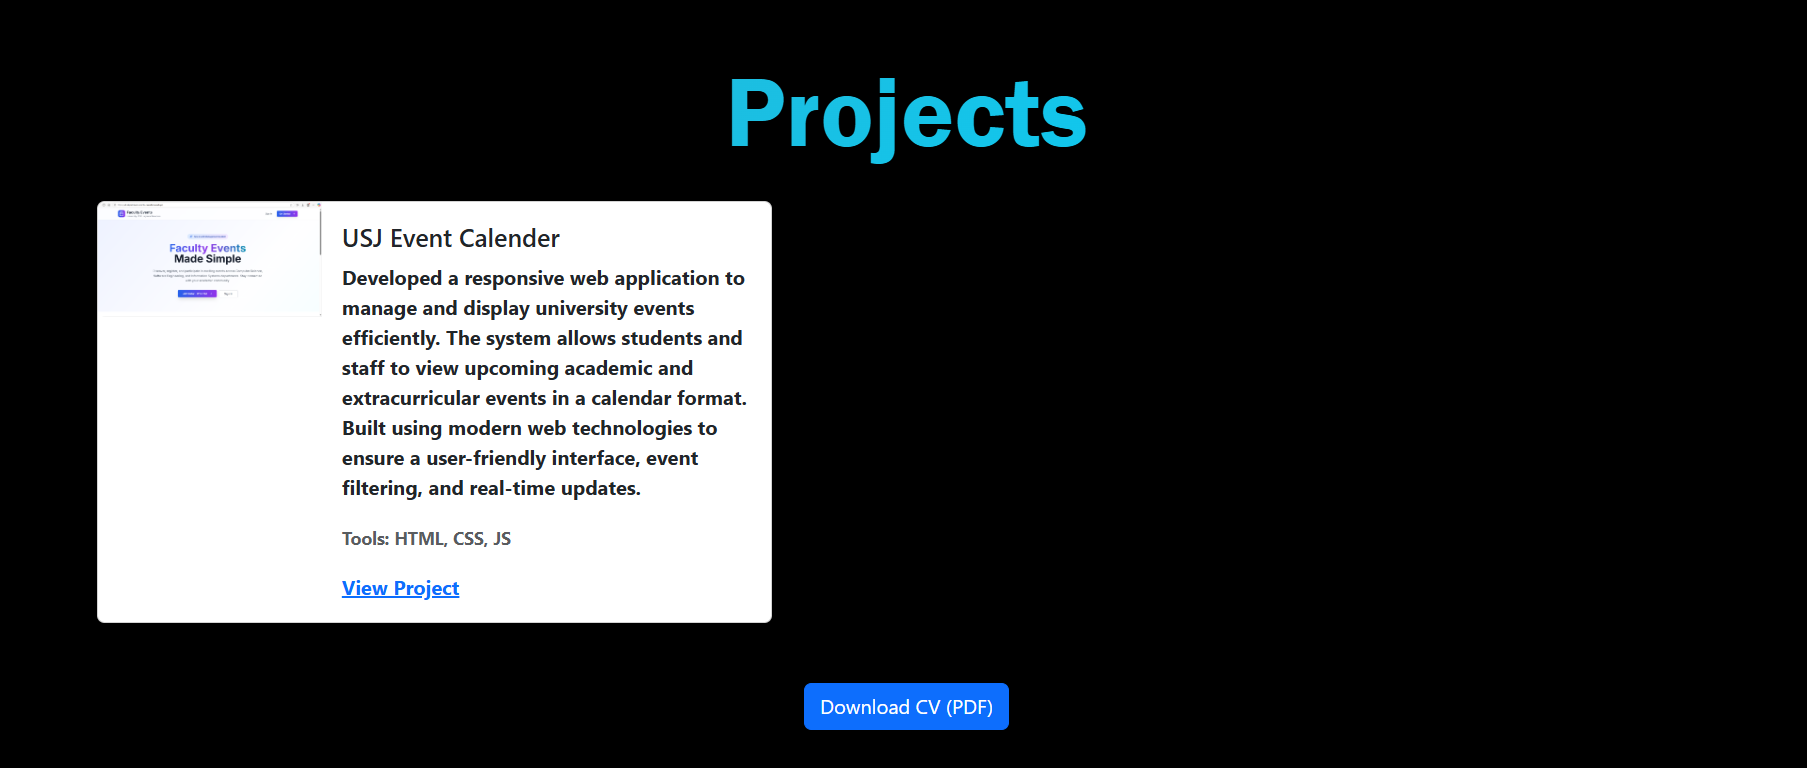 Projects
Faculty Events
Made Simple
USJ Event Calender
Developed a responsive web application to
manage and display university events
efficiently. The system allows students and
staff to view upcoming academic and
extracurricular events in a calendar format.
Built using modern web technologies to
ensure a user-friendly interface, event
filtering, and real-time updates.
Tools: HTML, CSS, JS
View Project
Download CV (PDF)